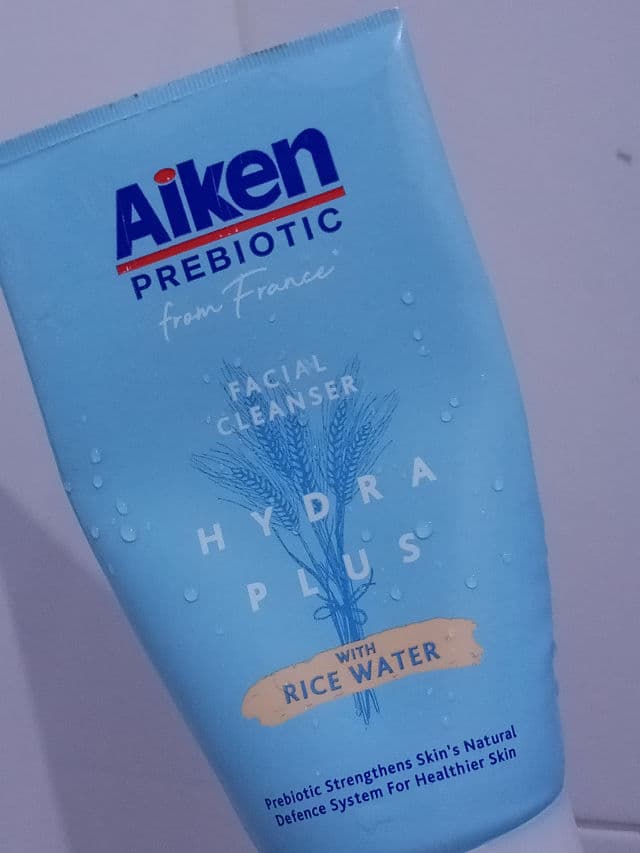 Aiken
PREBIOTIC
from France*
FACIAL
CLEANSER
HYDRA
PLUS
WITH
RICE WATER
Prebiotic Strengthens Skin's Natural
Defence System For Healthier Skin